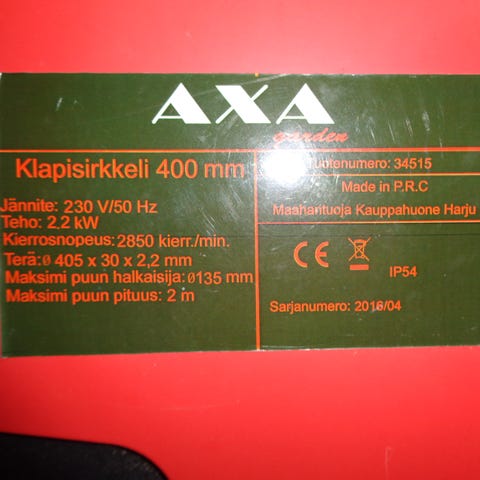 AXA
garden
Klapisirkkeli 400 mm
Jännite: 230 V/50 Hz
Teho: 2,2 kW
Kierrosnopeus: 2850 kierr./min.
Terä: ø 405 x 30 x 2,2 mm
Maksimi puun halkaisija: ø135 mm
Maksimi puun pituus: 2 m
Tuotenumero: 34515
Made in P.R.C
Maahantuoja Kauppahuone Harju
CE
IP54
Sarjanumero: 2016/04